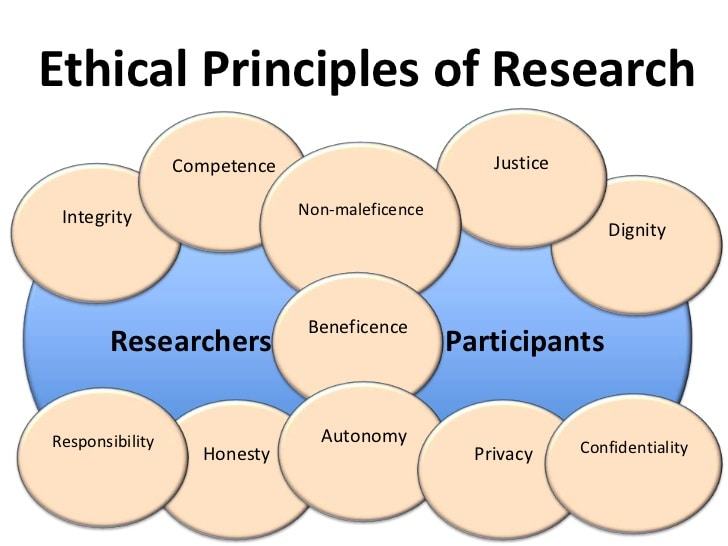 Ethical Principles of Research
Competence
Justice
Integrity
Non-maleficence
Dignity
Beneficence
Researchers
Participants
Responsibility
Honesty
Autonomy
Privacy
Confidentiality